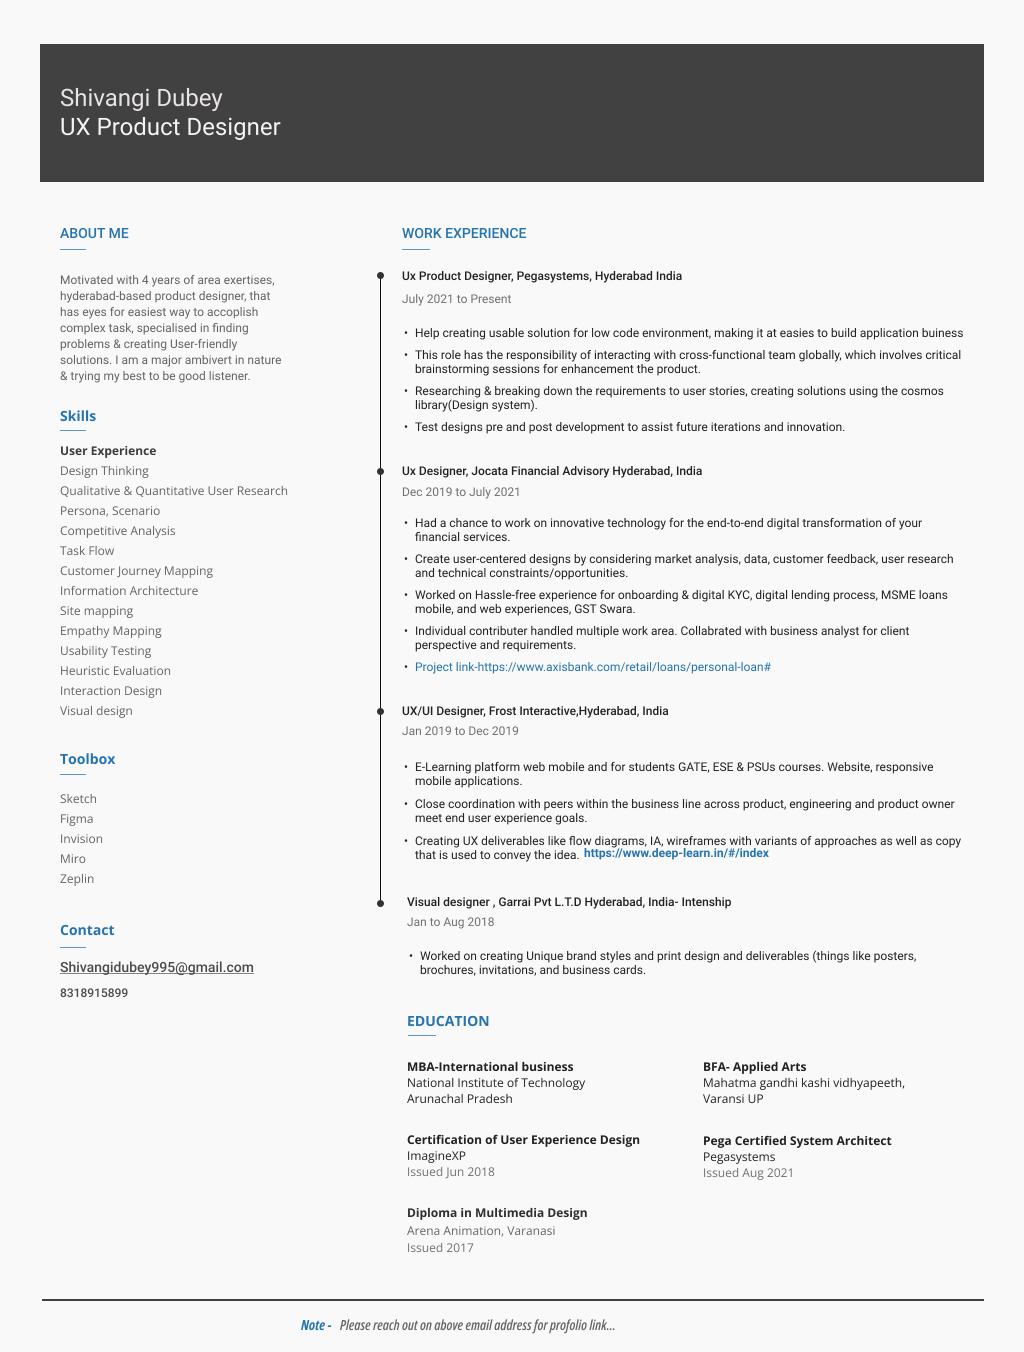 Shivangi Dubey
UX Product Designer
ABOUT ME
Motivated with 4 years of area exertises,
hyderabad-based product designer, that
has eyes for easiest way to accoplish
complex task, specialised in finding
problems & creating User-friendly
solutions. I am a major ambivert in nature
& trying my best to be good listener.
Skills
User Experience
Design Thinking
Qualitative & Quantitative User Research
Persona, Scenario
Competitive Analysis
Task Flow
Customer Journey Mapping
Information Architecture
Site mapping
Empathy Mapping
Usability Testing
Heuristic Evaluation
Interaction Design
Visual design
Toolbox
Sketch
Figma
Invision
Miro
Zeplin
Contact
Shivangidubey995@gmail.com
8318915899
WORK EXPERIENCE
Ux Product Designer, Pegasystems, Hyderabad India
July 2021 to Present
• Help creating usable solution for low code environment, making it at easies to build application buiness
• This role has the responsibility of interacting with cross-functional team globally, which involves critical
brainstorming sessions for enhancement the product.
• Researching & breaking down the requirements to user stories, creating solutions using the cosmos
library(Design system).
• Test designs pre and post development to assist future iterations and innovation.
Ux Designer, Jocata Financial Advisory Hyderabad, India
Dec 2019 to July 2021
• Had a chance to work on innovative technology for the end-to-end digital transformation of your
financial services.
• Create user-centered designs by considering market analysis, data, customer feedback, user research
and technical constraints/opportunities.
• Worked on Hassle-free experience for onboarding & digital KYC, digital lending process, MSME loans
mobile, and web experiences, GST Swara.
• Individual contributer handled multiple work area. Collabrated with business analyst for client
perspective and requirements.
• Project link-https://www.axisbank.com/retail/loans/personal-loan#
UX/UI Designer, Frost Interactive,Hyderabad, India
Jan 2019 to Dec 2019
• E-Learning platform web mobile and for students GATE, ESE & PSUs courses. Website, responsive
mobile applications.
• Close coordination with peers within the business line across product, engineering and product owner
meet end user experience goals.
• Creating UX deliverables like flow diagrams, IA, wireframes with variants of approaches as well as copy
that is used to convey the idea. https://www.deep-learn.in/#/index
Visual designer , Garrai Pvt L.T.D Hyderabad, India- Intenship
Jan to Aug 2018
• Worked on creating Unique brand styles and print design and deliverables (things like posters,
brochures, invitations, and business cards.
EDUCATION
MBA-International business
National Institute of Technology
Arunachal Pradesh
BFA- Applied Arts
Mahatma gandhi kashi vidhyapeeth,
Varansi UP
Certification of User Experience Design
ImagineXP
Issued Jun 2018
Pega Certified System Architect
Pegasystems
Issued Aug 2021
Diploma in Multimedia Design
Arena Animation, Varanasi
Issued 2017
Note - Please reach out on above email address for profolio link...